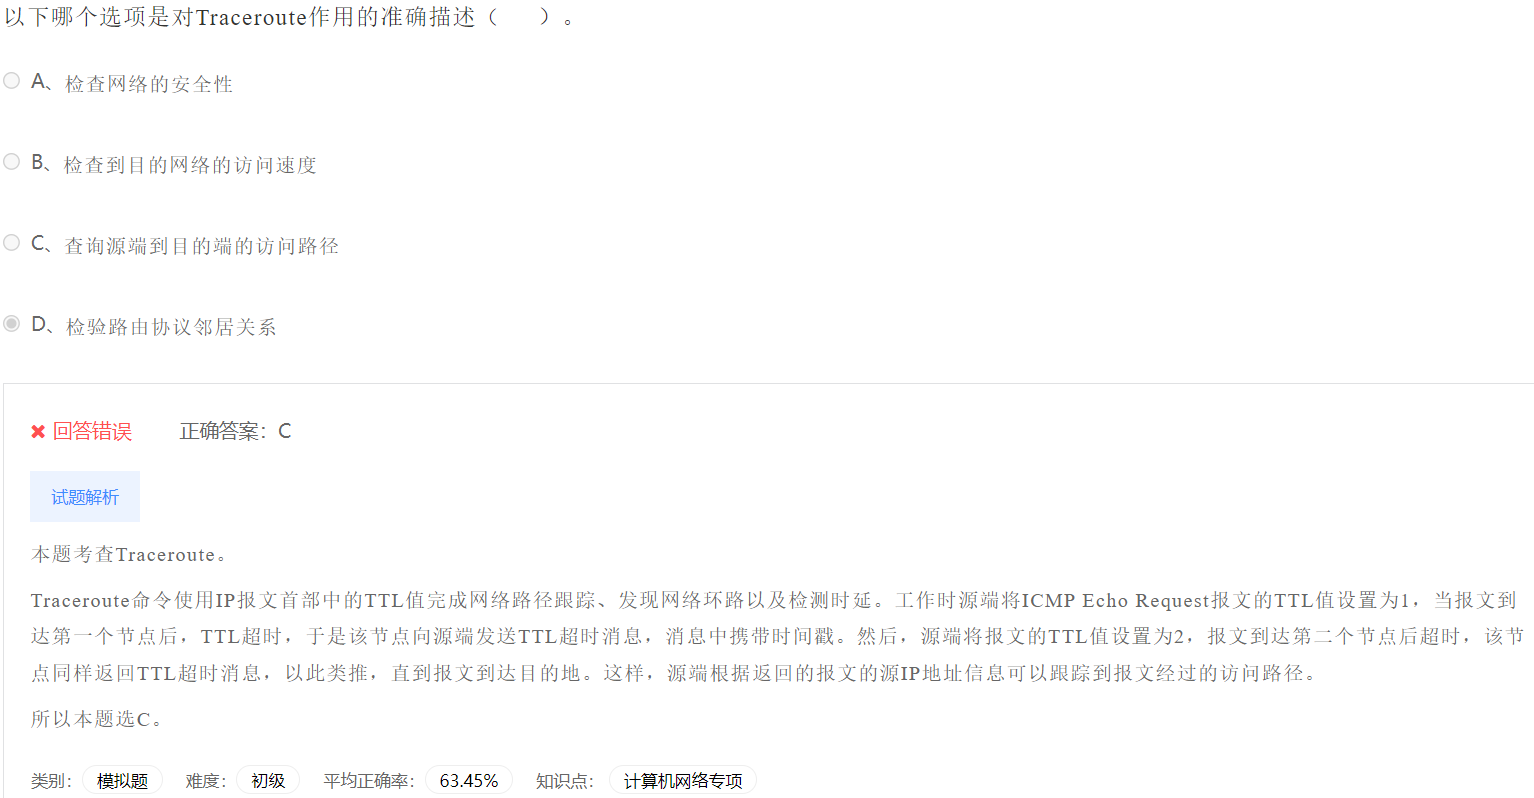 以下哪个选项是对Traceroute作用的准确描述（　　）。
A、检查网络的安全性
B、检查到目的网络的访问速度
C、查询源端到目的端的访问路径
D、检验路由协议邻居关系
回答错误 正确答案：C
试题解析
本题考查Traceroute。
Traceroute命令使用IP报文首部中的TTL值完成网络路径跟踪、发现网络环路以及检测时延。工作时源端将ICMP Echo Request报文的TTL值设置为1，当报文到
达第一个节点后，TTL超时，于是该节点向源端发送TTL超时消息，消息中携带时间戳。然后，源端将报文的TTL值设置为2，报文到达第二个节点后超时，该节
点同样返回TTL超时消息，以此类推，直到报文到达目的地。这样，源端根据返回的报文的源IP地址信息可以跟踪到报文经过的访问路径。
所以本题选C。
类别： 模拟题 难度： 初级 平均正确率： 63.45% 知识点： 计算机网络专项